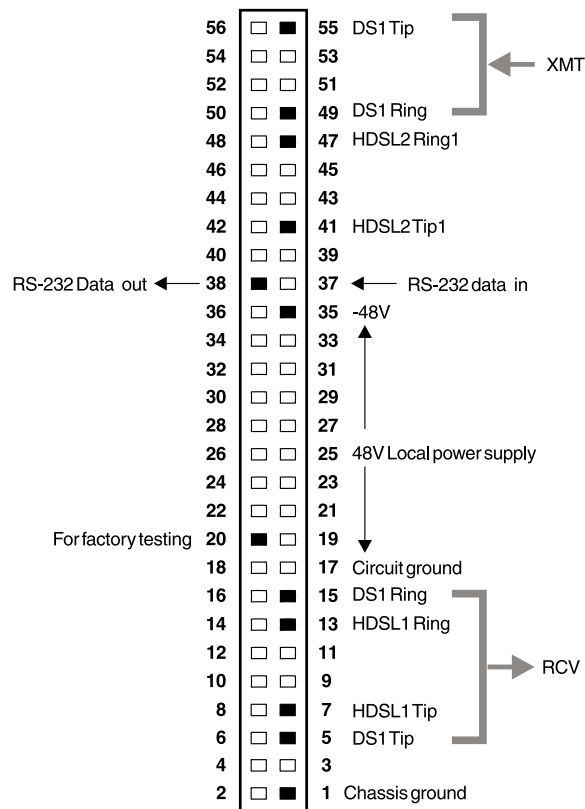 56 55 DS1 Tip
54 53
XMT
52 51
50 49 DS1 Ring
48 47 HDSL2 Ring1
46 45
44 43
42 41 HDSL2 Tip1
40 39
RS-232 Data out 38 37 RS-232 data in
36 35 -48V
34 33
32 31
30 29
28 27
26 25 48V Local power supply
24 23
22 21
For factory testing 20 19
18 17 Circuit ground
16 15 DS1 Ring
14 13 HDSL1 Ring
12 11
RCV
10 9
8 7 HDSL1 Tip
6 5 DS1 Tip
4 3
2 1 Chassis ground